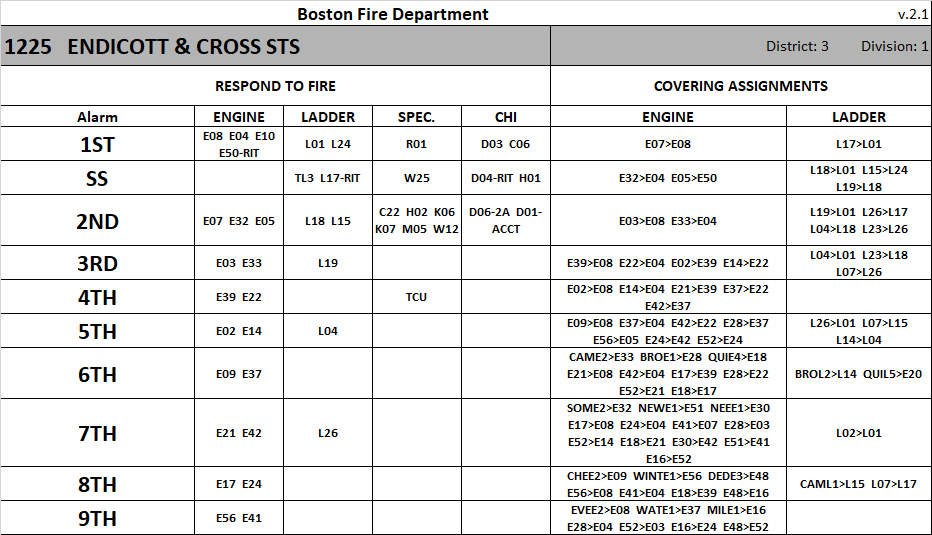 Boston Fire Department v.2.1
1225 ENDICOTT & CROSS STS District: 3 Division: 1
RESPOND TO FIRE COVERING ASSIGNMENTS
Alarm ENGINE LADDER SPEC. CHI ENGINE LADDER
1ST
E08 E04 E10
E50-RIT
L01 L24
R01
D03 C06
E07>E08
L17>L01
SS
TL3 L17-RIT
W25
D04-RIT H01
E32>E04 E05>E50
L18>L01 L15>L24
L19>L18
2ND
E07 E32 E05
L18 L15
C22 H02 K06
K07 M05 W12
D06-2A D01-
ACCT
E03>E08 E33>E04
L19>L01 L26>L17
L04>L18 L23>L26
3RD
E03 E33
L19
E39>E08 E22>E04 E02>E39 E14>E22
L04>L01 L23>L18
L07>L26
4TH
E39 E22
TCU
E02>E08 E14>E04 E21>E39 E37>E22
E42>E37
5TH
E02 E14
L04
E09>E08 E37>E04 E42>E22 E28>E37
E56>E05 E24>E42 E52>E24
L26>L01 L07>L15
L14>L04
6TH
E09 E37
CAME2>E33 BROE1>E28 QUIE4>E18
E21>E08 E42>E04 E17>E39 E28>E22
E52>E21 E18>E17
BROL2>L14 QUIL5>E20
7TH
E21 E42
L26
SOME2>E32 NEWE1>E51 NEEE1>E30
E17>E08 E24>E04 E41>E07 E28>E03
E52>E14 E18>E21 E30>E42 E51>E41
E16>E52
L02>L01
8TH
E17 E24
CHEE2>E09 WINTE1>E56 DEDE3>E48
E56>E08 E41>E04 E18>E39 E48>E16
CAML1>L15 L07>L17
9TH
E56 E41
EVEE2>E08 WATE1>E37 MILE1>E16
E28>E04 E52>E03 E16>E24 E48>E52